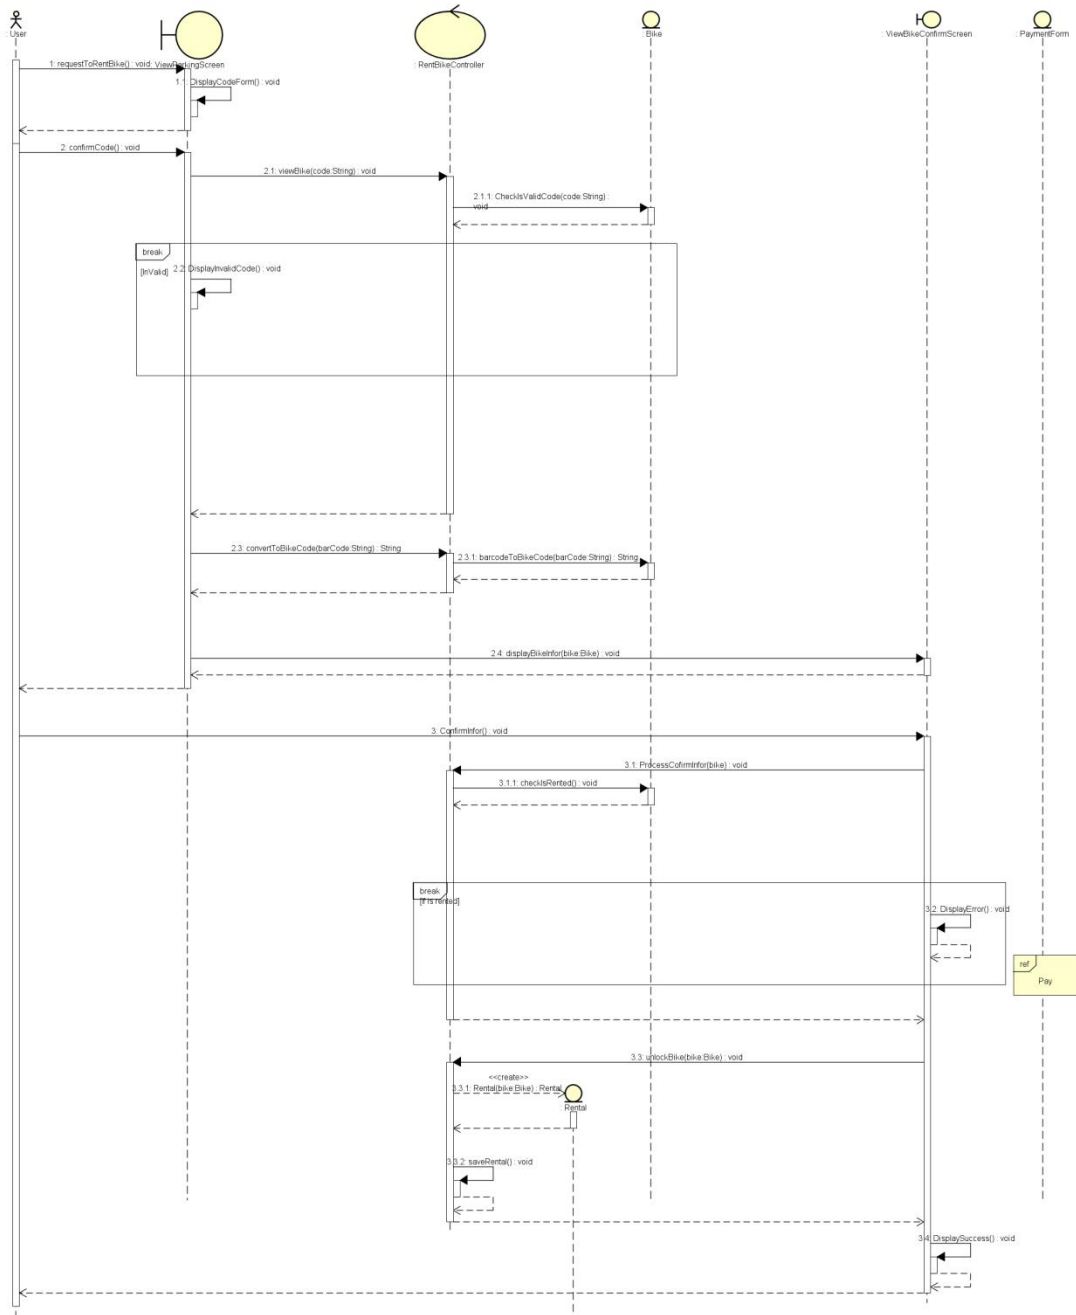 : User
: ViewParkingScreen
: RentBikeController
: Bike
: ViewBikeConfirmScreen
: PaymentForm
1: requestToRentBike() : void
1.1: DisplayCodeForm() : void
2: confirmCode() : void
2.1: viewBike(code:String) : void
2.1.1: CheckIsValidCode(code:String) :
void
break
[InValid]
2.2: DisplayInvalidCode() : void
2.3: convertToBikeCode(barCode:String) : String
2.3.1: barcodeToBikeCode(barCode:String) : String
2.4: displayBikeInfor(bike:Bike) : void
3: ConfirmInfor() : void
3.1: ProcessCofirmInfor(bike) : void
3.1.1: checkIsRented() : void
break
[If is rented]
3.2: DisplayError() : void
ref
Pay
3.3: unlockBike(bike:Bike) : void
<<create>>
3.3.1: Rental(bike:Bike) : Rental
: Rental
3.3.2: saveRental() : void
3.4: DisplaySuccess() : void